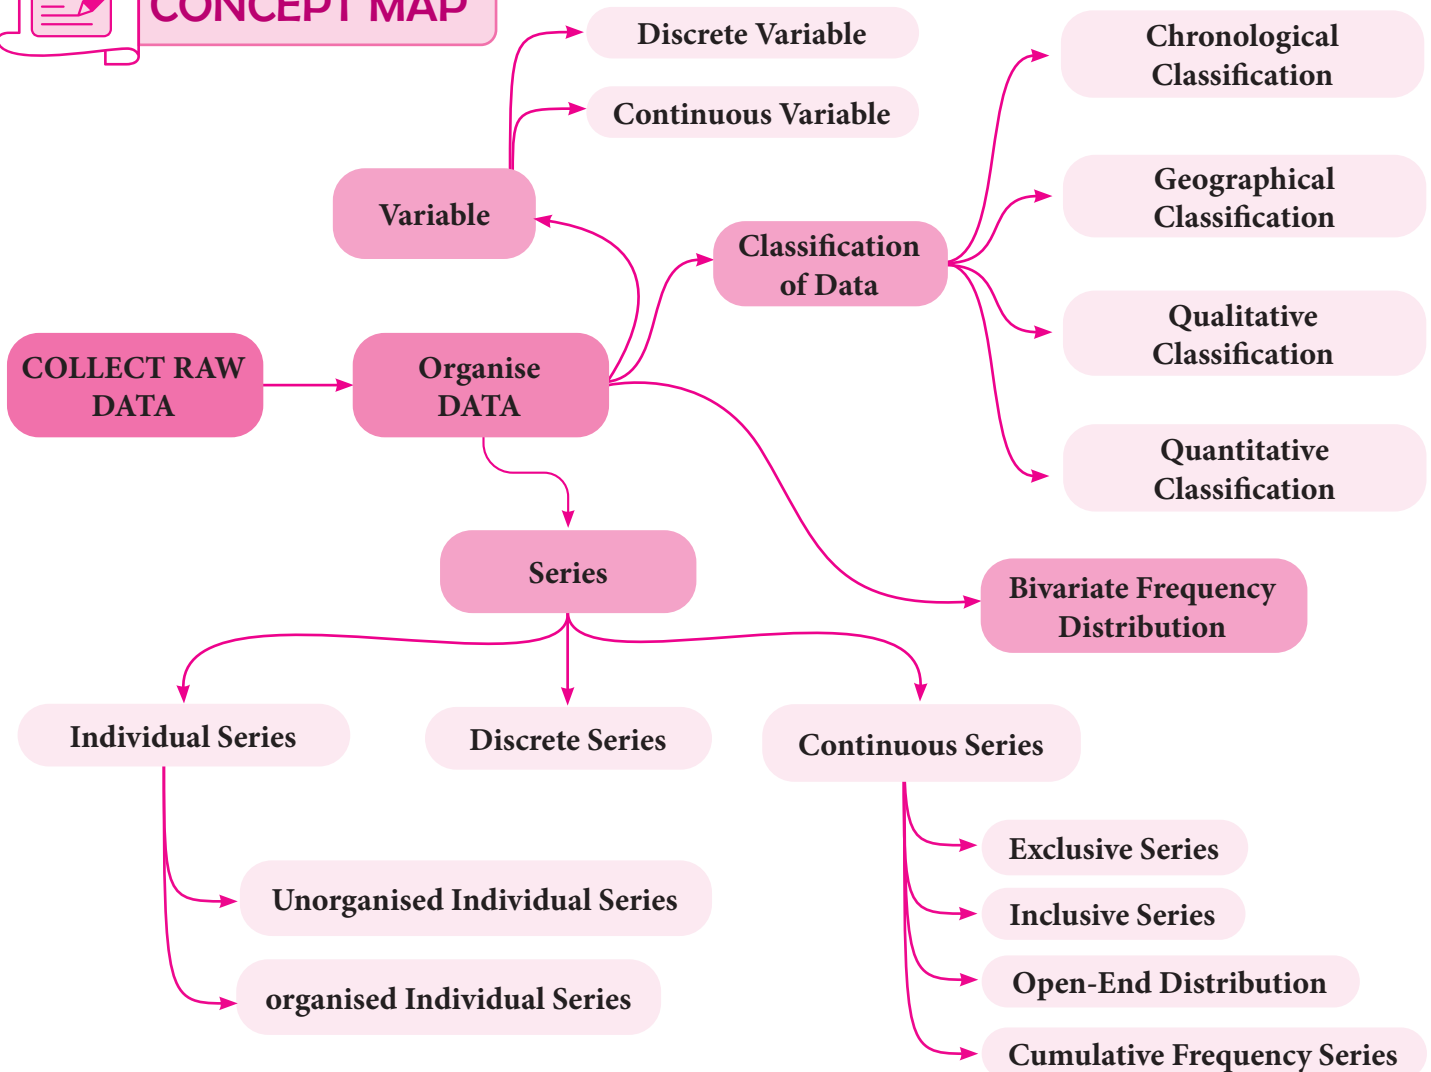 CONCEPT MAP
Discrete Variable
Continuous Variable
Variable
Chronological
Classification
Geographical
Classification
Classification
of Data
Qualitative
Classification
Quantitative
Classification
COLLECT RAW
DATA
Organise
DATA
Series
Bivariate Frequency
Distribution
Individual Series
Discrete Series
Continuous Series
Unorganised Individual Series
organised Individual Series
Exclusive Series
Inclusive Series
Open-End Distribution
Cumulative Frequency Series